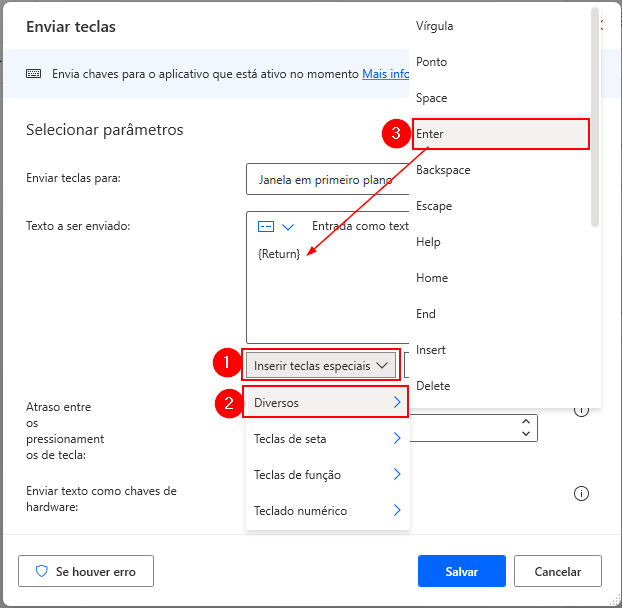 Enviar teclas
Envia chaves para o aplicativo que está ativo no momento Mais info
Selecionar parâmetros
Enviar teclas para:
Janela em primeiro plano
Texto a ser enviado:
Entrada como text
{Return}
1
Inserir teclas especiais
2
Diversos
Teclas de seta
Teclas de função
Teclado numérico
Vírgula
Ponto
Space
3
Enter
Backspace
Escape
Help
Home
End
Insert
Delete
Atraso entre
os
pressionament
os de tecla:
Enviar texto como chaves de
hardware:
Se houver erro
Salvar
Cancelar